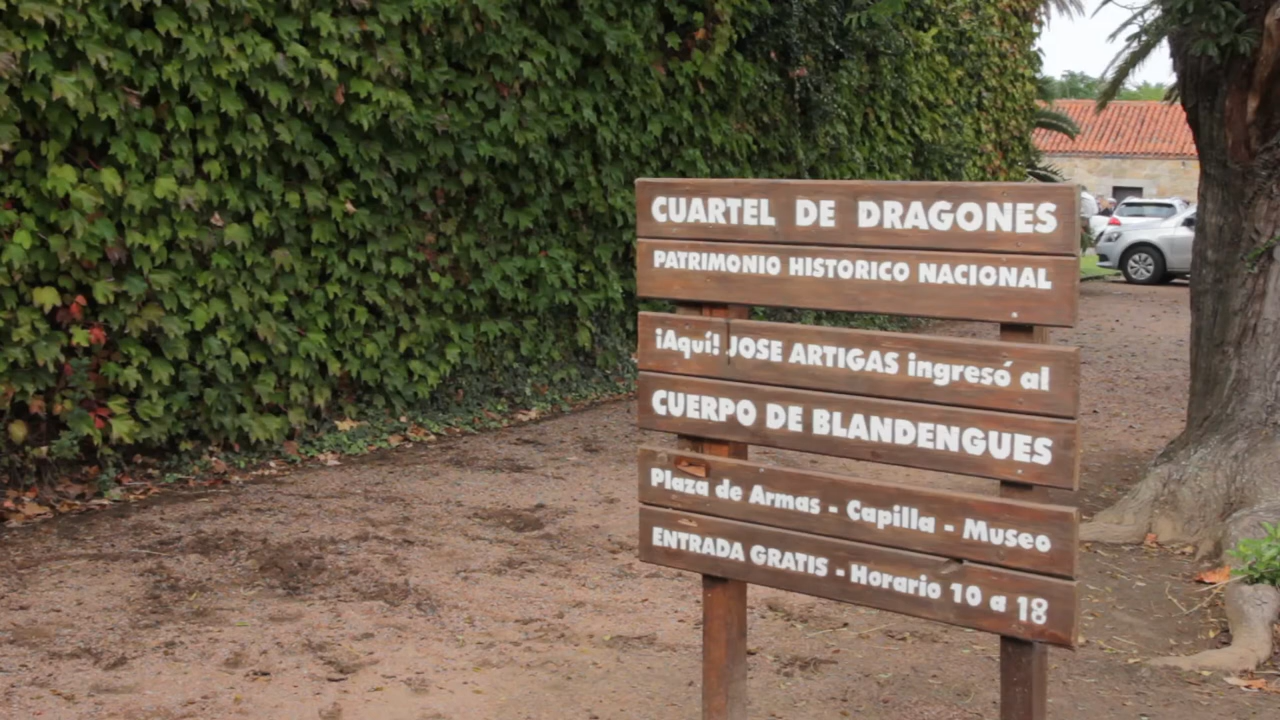 CUARTEL DE DRAGONES
PATRIMONIO HISTORICO NACIONAL
¡Aquí! JOSE ARTIGAS ingresó al
CUERPO DE BLANDENGUES
Plaza de Armas - Capilla - Museo
ENTRADA GRATIS - Horario 10 a 18